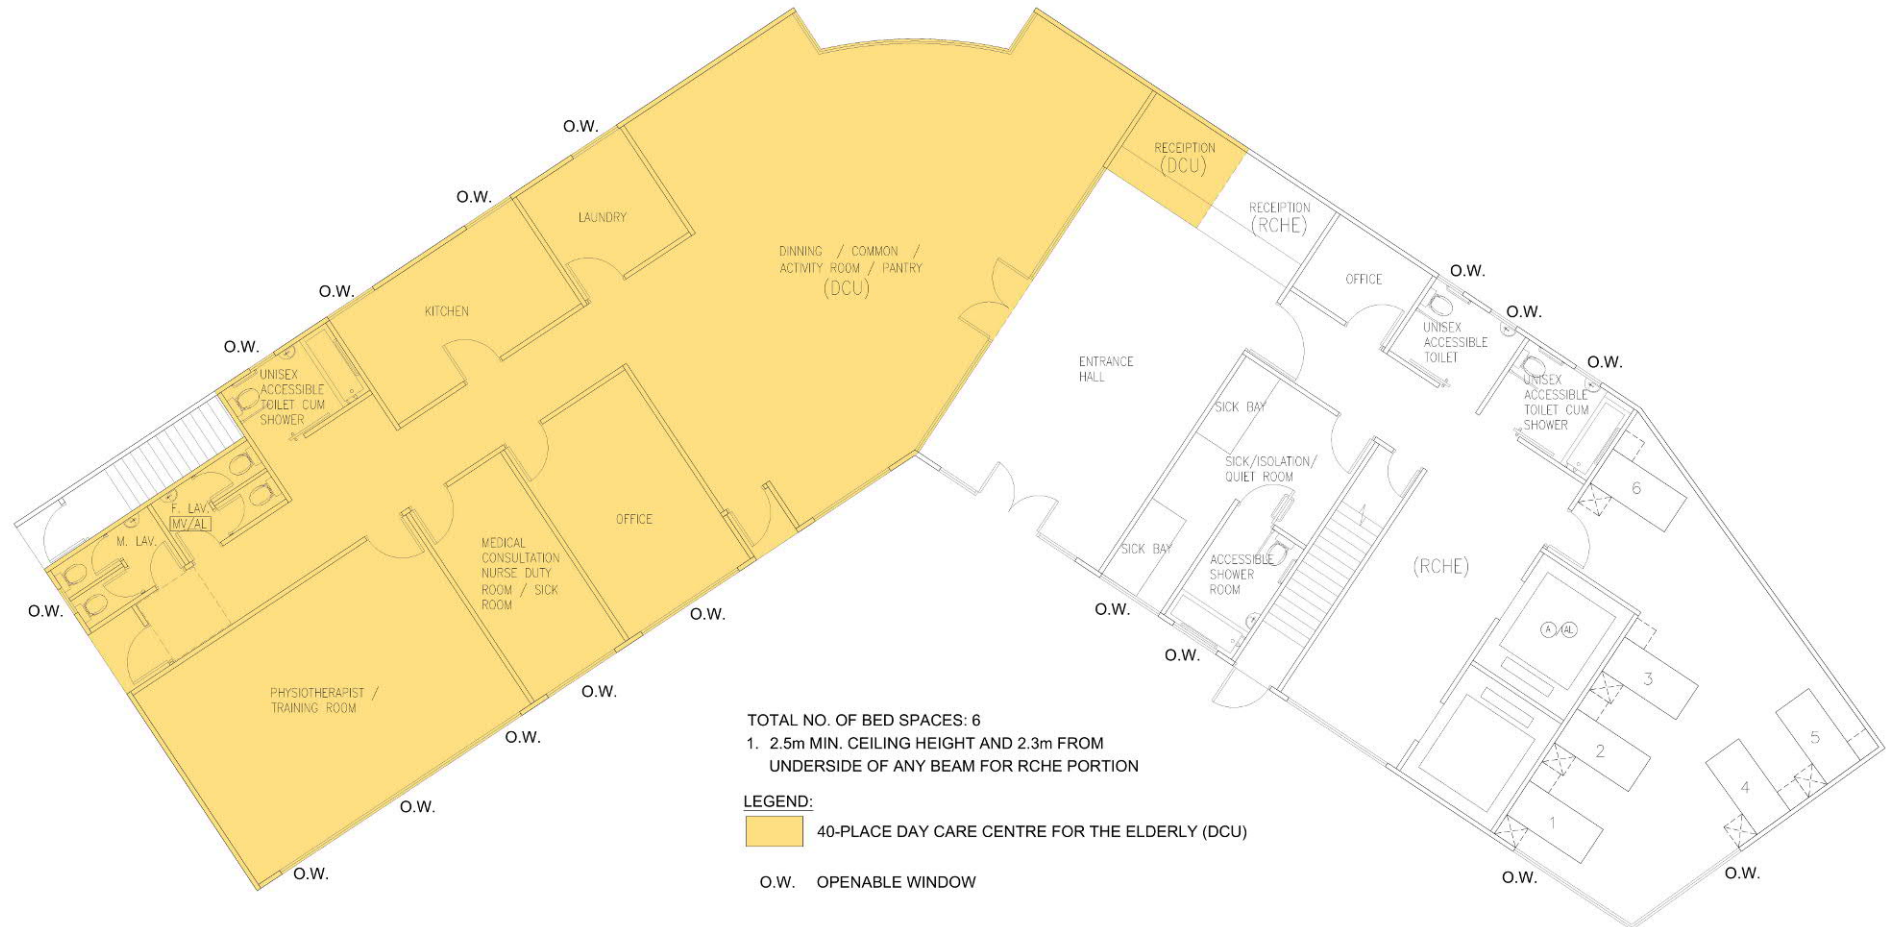 O.W.
O.W.
O.W.
O.W.
LAUNDRY
KITCHEN
DINNING / COMMON /
ACTIVITY ROOM / PANTRY
(DCU)
RECEIPTION
(DCU)
RECEIPTION
(RCHE)
OFFICE
O.W.
O.W.
O.W.
UNISEX
ACCESSIBLE
TOILET
UNISEX
ACCESSIBLE
TOILET CUM
SHOWER
UNISEX
ACCESSIBLE
TOILET CUM
SHOWER
ENTRANCE
HALL
SICK BAY
SICK/ISOLATION/
QUIET ROOM
SICK BAY
ACCESSIBLE
SHOWER
ROOM
(RCHE)
F. LAV.
MV/AL
M. LAV.
OFFICE
MEDICAL
CONSULTATION
NURSE DUTY
ROOM / SICK
ROOM
PHYSIOTHERAPIST /
TRAINING ROOM
A
AL
6
3
2
1
5
4
O.W.
O.W.
O.W.
O.W.
O.W.
O.W.
O.W.
O.W.
O.W.
O.W.
TOTAL NO. OF BED SPACES: 6
1. 2.5m MIN. CEILING HEIGHT AND 2.3m FROM
UNDERSIDE OF ANY BEAM FOR RCHE PORTION
LEGEND:
40-PLACE DAY CARE CENTRE FOR THE ELDERLY (DCU)
O.W. OPENABLE WINDOW